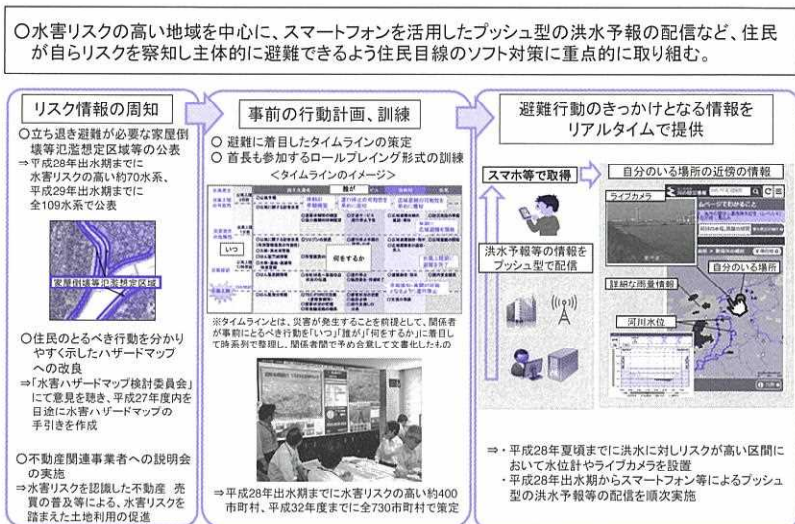 〇水害リスクの高い地域を中心に、スマートフォンを活用したプッシュ型の洪水予報の配信など、住民
が自らリスクを察知し主体的に避難できるよう住民目線のソフト対策に重点的に取り組む。
リスク情報の周知
〇立ち退き避難が必要な家屋倒
壊等氾濫想定区域等の公表
⇒平成28年出水期までに
水害リスクの高い約70水系、
平成29年出水期までに
全109水系で公表
家屋倒壊等氾濫想定区域
〇住民のとるべき行動を分かり
やすく示したハザードマップ
への改良
⇒「水害ハザードマップ検討委員会」
にて意見を聴き、平成27年度内を
目途に水害ハザードマップの
手引きを作成
〇不動産関連事業者への説明会
の実施
⇒水害リスクを認識した不動産 売
買の普及等による、水害リスクを
踏まえた土地利用の促進
事前の行動計画、訓練
〇 避難に着目したタイムラインの策定
〇 首長も参加するロールプレイング形式の訓練
<タイムラインのイメージ>
誰が
いつ
何をするか
※タイムラインとは、災害が発生することを前提として、関係者
が事前にとるべき行動を「いつ」「誰が」「何をするか」に着目し
て時系列で整理し、関係者間で予め合意して文書化したもの
⇒平成28年出水期までに水害リスクの高い約400
市町村、平成32年度までに全730市町村で策定
避難行動のきっかけとなる情報を
リアルタイムで提供
スマホ等で取得
洪水予報等の情報を
プッシュ型で配信
自分のいる場所の近傍の情報
ライブカメラ
自分のいる場所
詳細な雨量情報
河川水位
⇒・平成28年夏頃までに洪水に対しリスクが高い区間に
おいて水位計やライブカメラを設置
・平成28年出水期からスマートフォン等によるプッシュ
型の洪水予報等の配信を順次実施